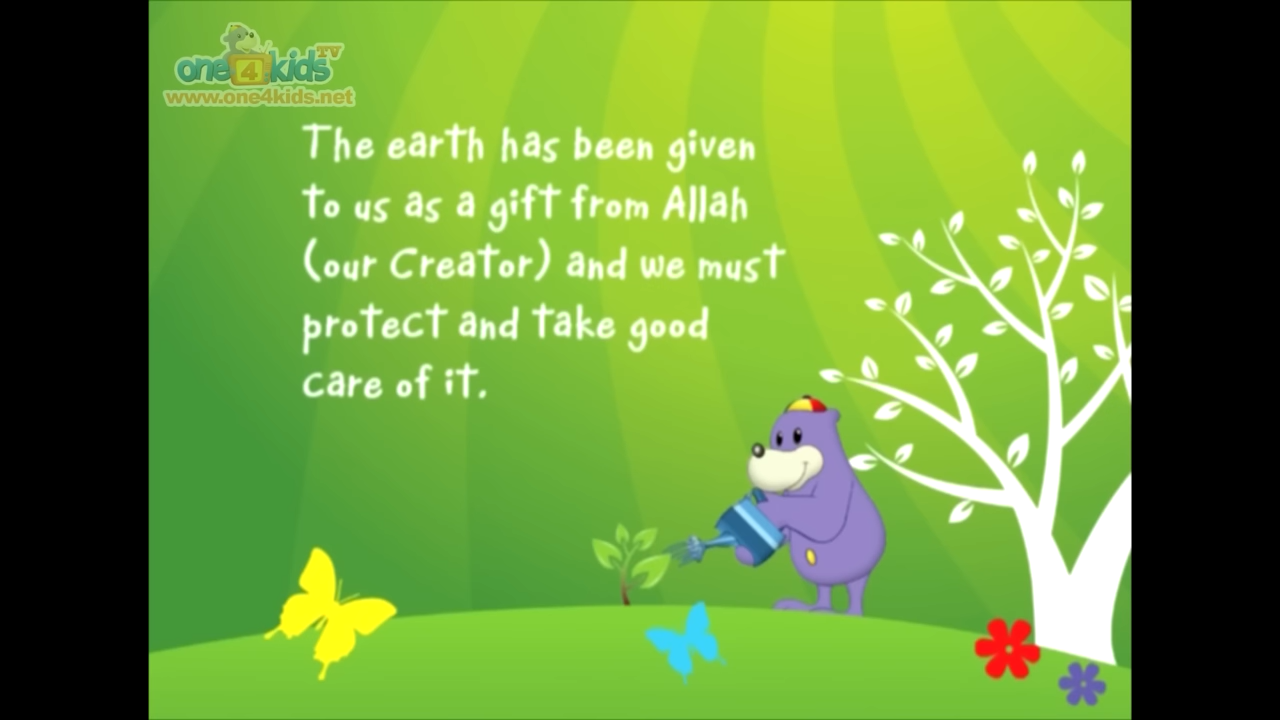 one4kids TV
www.one4kids.net
The earth has been given
to us as a gift from Allah
(our Creator) and we must
protect and take good
care of it.